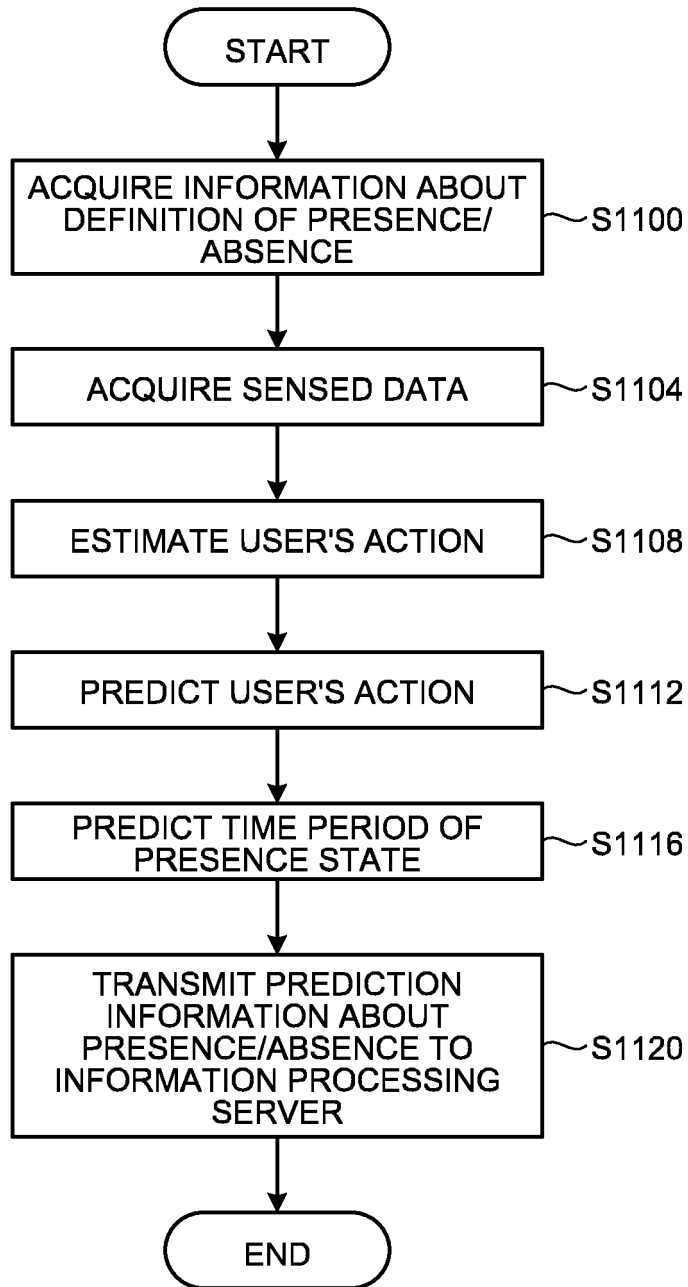 START
ACQUIRE INFORMATION ABOUT
DEFINITION OF PRESENCE/
ABSENCE
S1100
ACQUIRE SENSED DATA
S1104
ESTIMATE USER'S ACTION
S1108
PREDICT USER'S ACTION
S1112
PREDICT TIME PERIOD OF
PRESENCE STATE
S1116
TRANSMIT PREDICTION
INFORMATION ABOUT
PRESENCE/ABSENCE TO
INFORMATION PROCESSING
SERVER
S1120
END